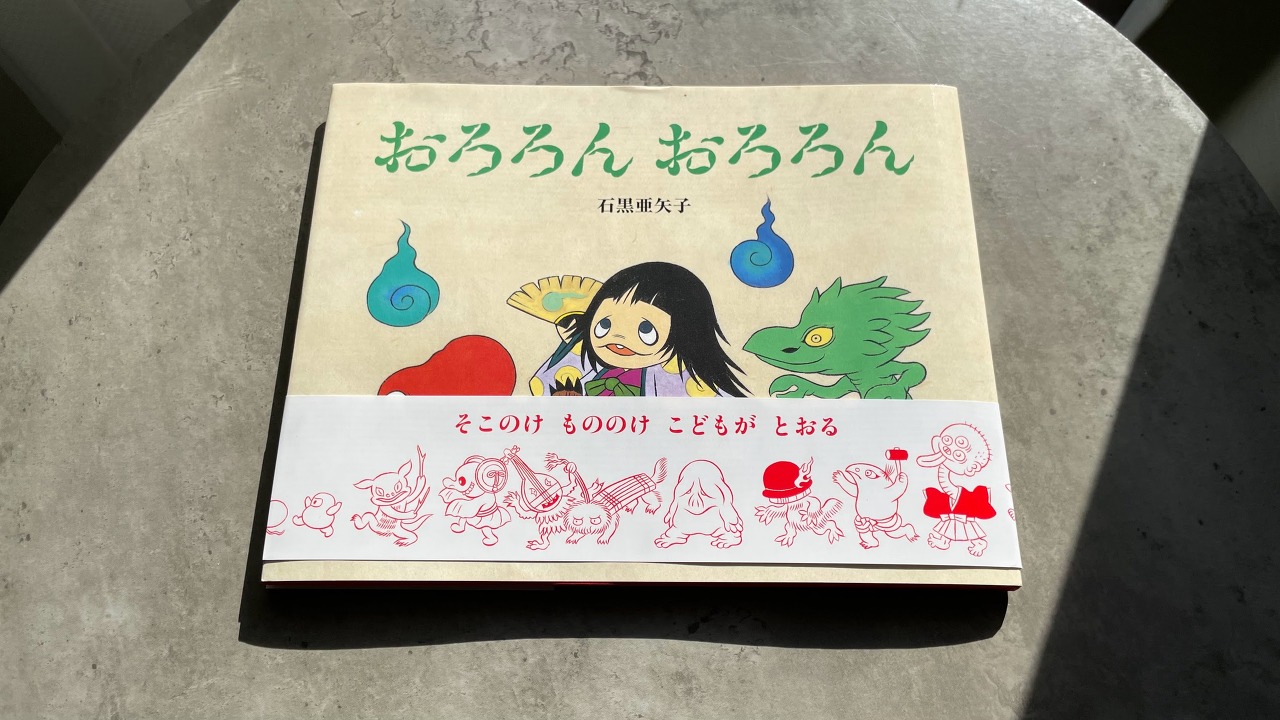 おろろん おろろん
石黒亜矢子
そこのけ もののけ こどもが とおる